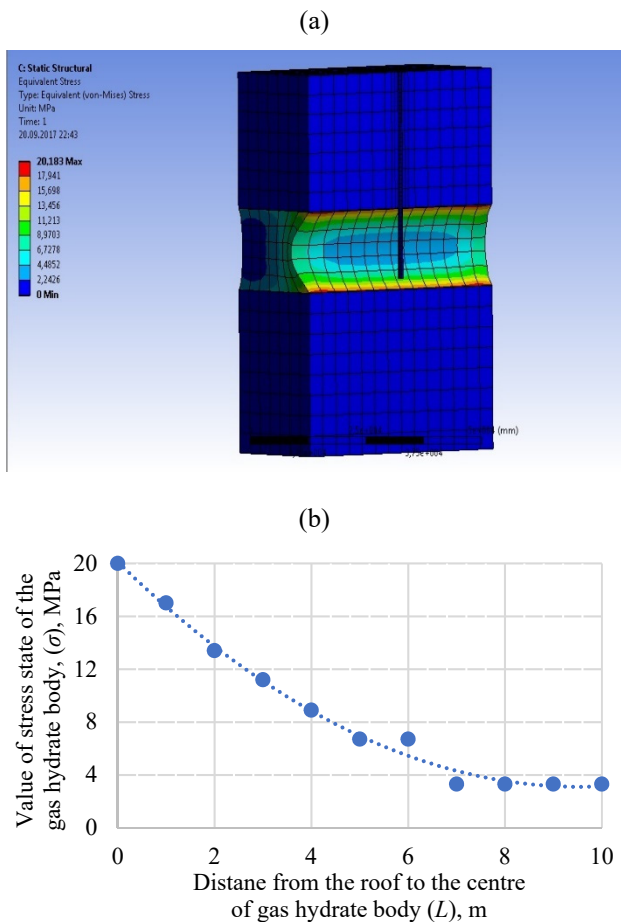 (a)
C: Static Structural
Equivalent Stress
Type: Equivalent (von-Mises) Stress
Unit: MPa
Time: 1
20.09.2017 22:43
20,183 Max
17,941
15,698
13,456
11,213
8,9703
6,7278
4,4852
2,2426
0 Min
(mm)
(b)
Value of stress state of the
gas hydrate body, (σ), MPa
20
16
12
8
4
0
0 2 4 6 8 10
Distane from the roof to the centre
of gas hydrate body (L), m